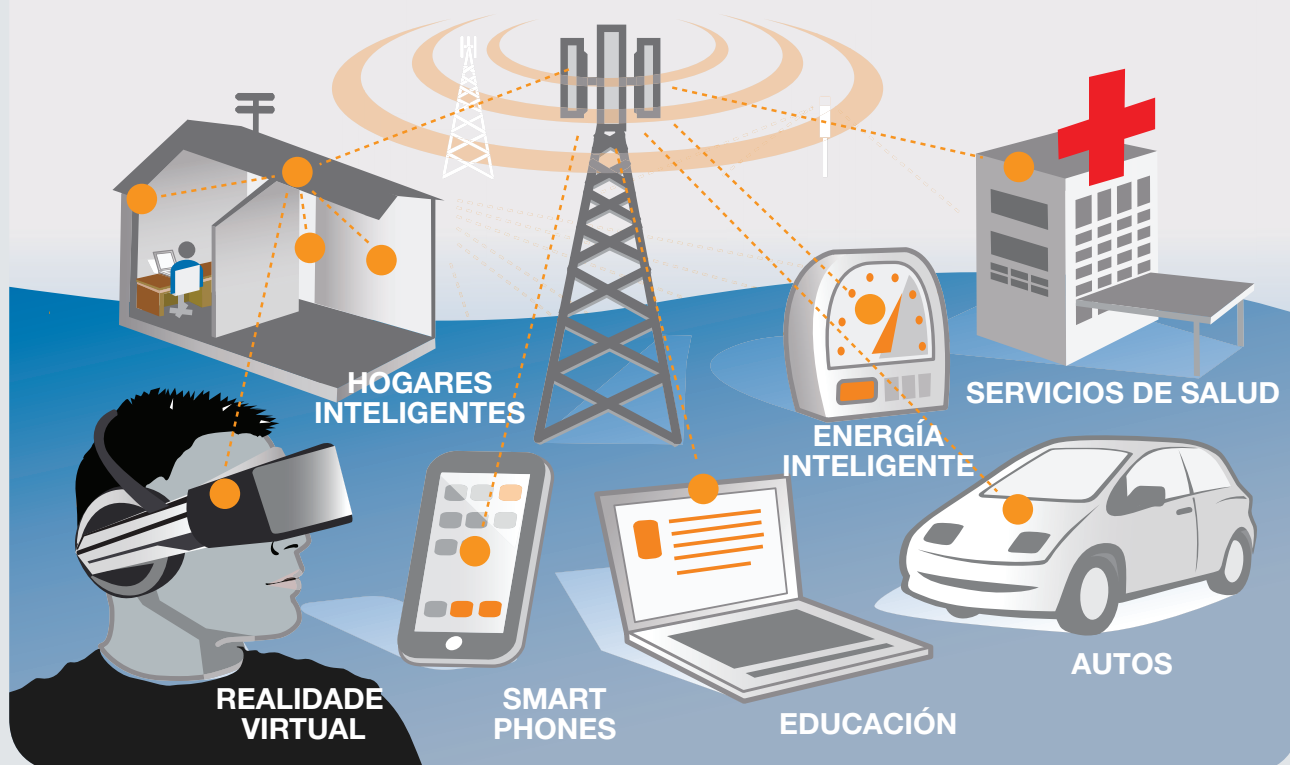 HOGARES
INTELIGENTES
SERVICIOS DE SALUD
ENERGÍA
INTELIGENTE
REALIDADE
VIRTUAL
SMART
PHONES
EDUCACIÓN
AUTOS